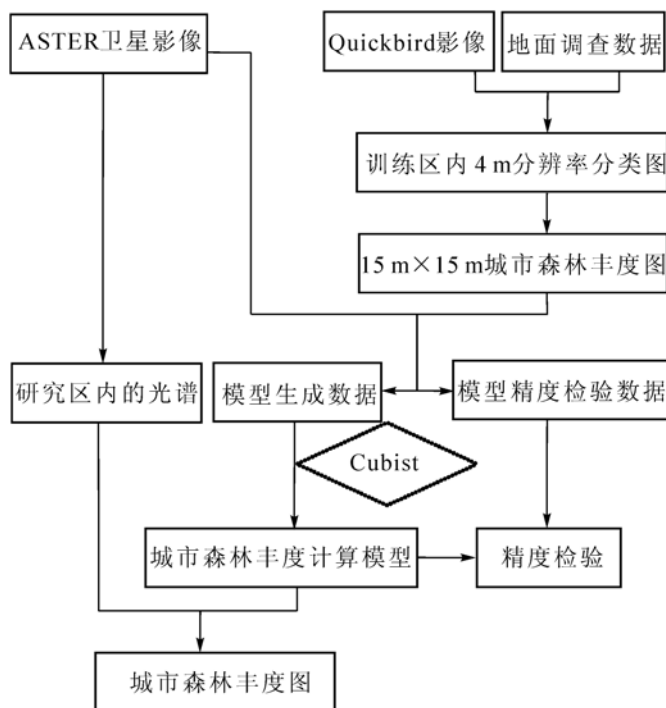 ASTER卫星影像
Quickbird影像
地面调查数据
训练区内4 m分辨率分类图
15 m×15 m城市森林丰度图
研究区内的光谱
模型生成数据
模型精度检验数据
Cubist
城市森林丰度计算模型
精度检验
城市森林丰度图